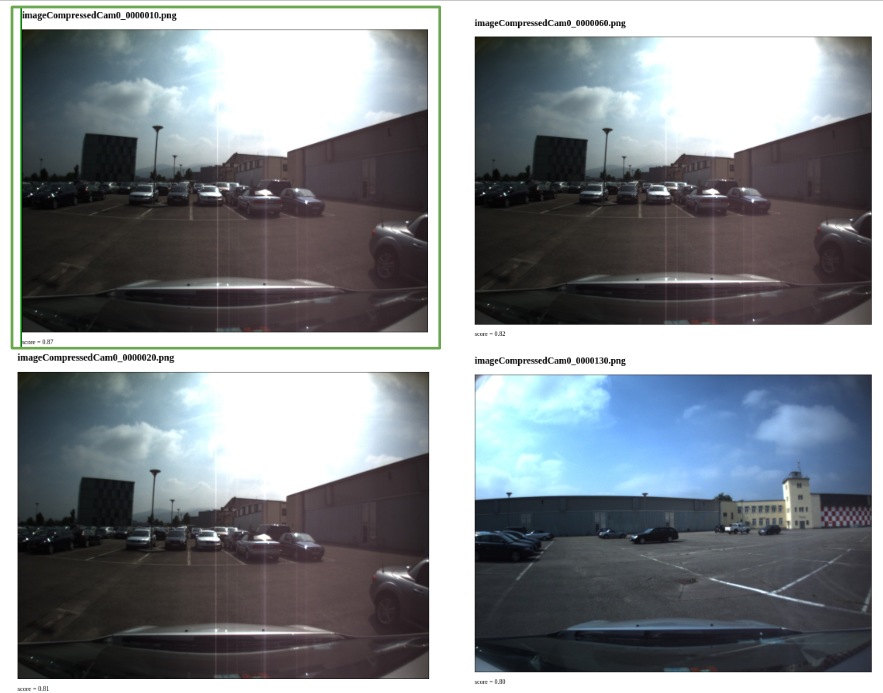 imageCompressedCam0_0000010.png
score = 0.87
imageCompressedCam0_0000060.png
score = 0.82
imageCompressedCam0_0000020.png
score = 0.81
imageCompressedCam0_0000130.png
score = 0.80